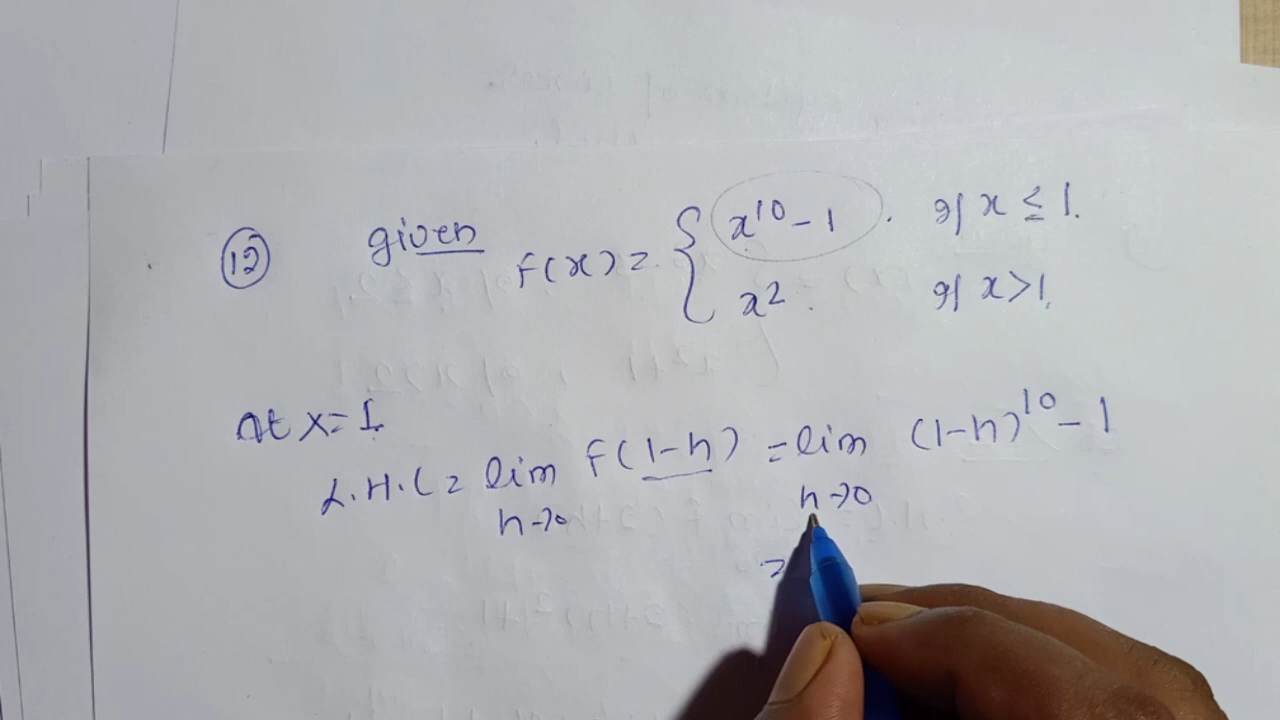 (12) given f(x) = { x¹⁰ - 1 . if x ≤ 1.
x² . if x > 1.
At x = 1.
L.H.L = lim f(1-h) = lim (1-h)¹⁰ - 1
h→0 h→0
=